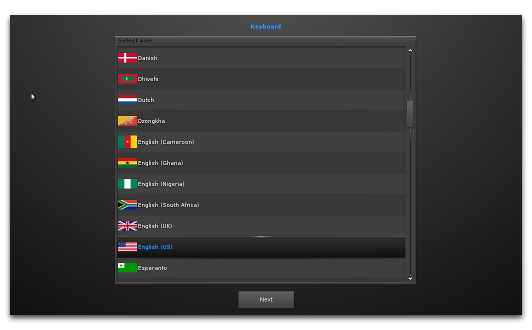 Keyboard
Select one
Danish
Dhivehi
Dutch
Dzongkha
English (Cameroon)
English (Ghana)
English (Nigeria)
English (South Africa)
English (UK)
English (US)
Esperanto
Next